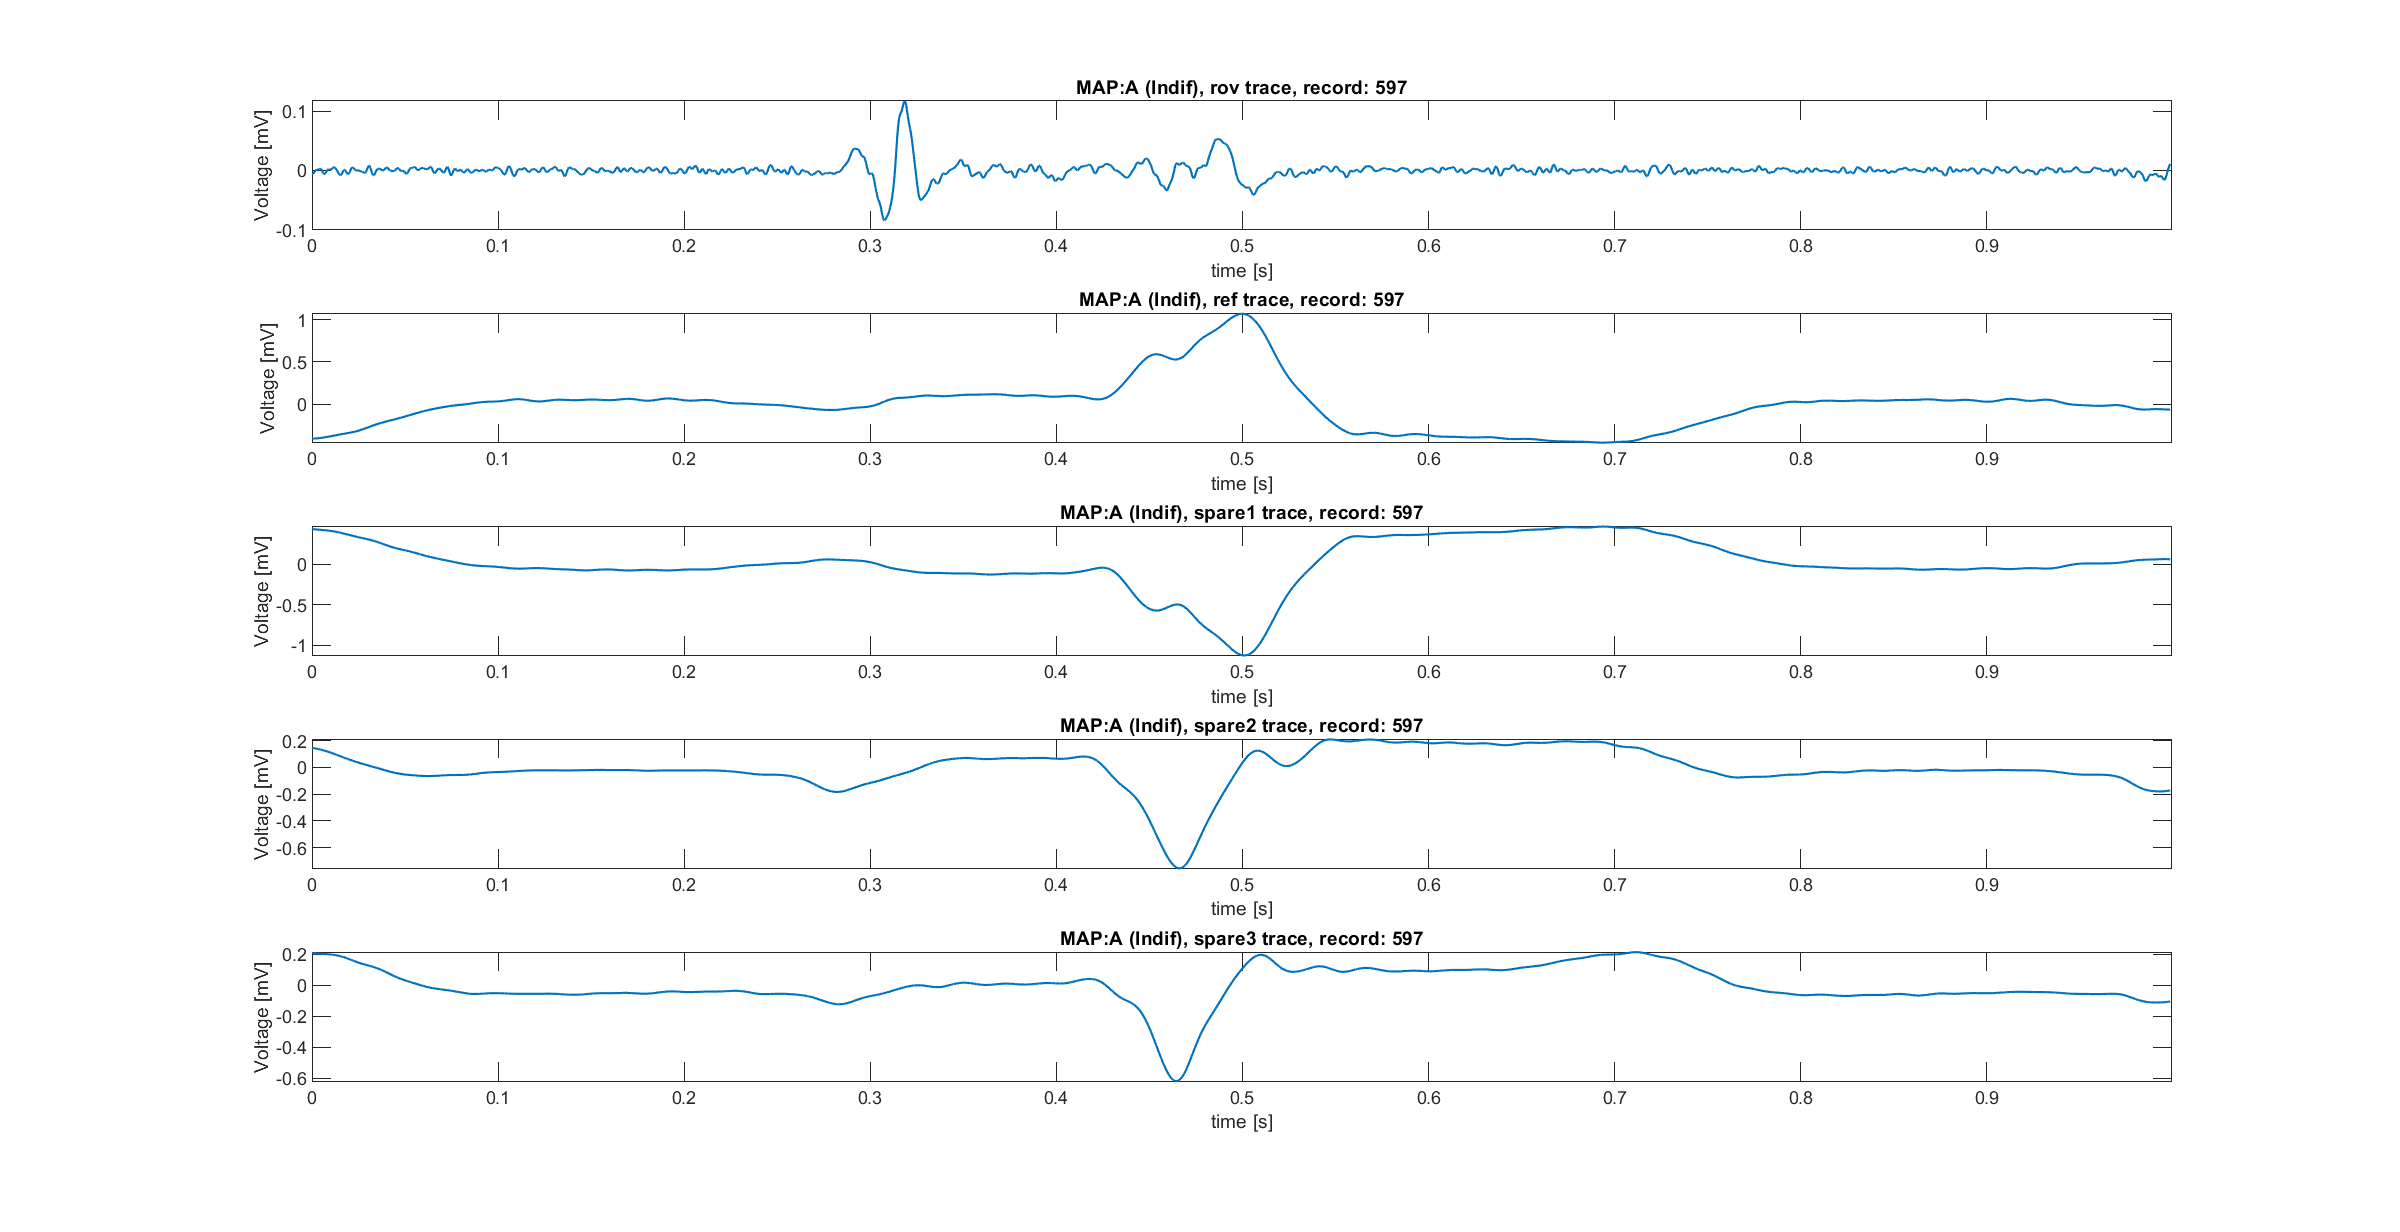 MAP:A (Indif), rov trace, record: 597
Voltage [mV]
0.1
0
-0.1
0 0.1 0.2 0.3 0.4 0.5 0.6 0.7 0.8 0.9
time [s]
MAP:A (Indif), ref trace, record: 597
Voltage [mV]
1
0.5
0
0 0.1 0.2 0.3 0.4 0.5 0.6 0.7 0.8 0.9
time [s]
MAP:A (Indif), spare1 trace, record: 597
Voltage [mV]
0
-0.5
-1
0 0.1 0.2 0.3 0.4 0.5 0.6 0.7 0.8 0.9
time [s]
MAP:A (Indif), spare2 trace, record: 597
Voltage [mV]
0.2
0
-0.2
-0.4
-0.6
0 0.1 0.2 0.3 0.4 0.5 0.6 0.7 0.8 0.9
time [s]
MAP:A (Indif), spare3 trace, record: 597
Voltage [mV]
0.2
0
-0.2
-0.4
-0.6
0 0.1 0.2 0.3 0.4 0.5 0.6 0.7 0.8 0.9
time [s]